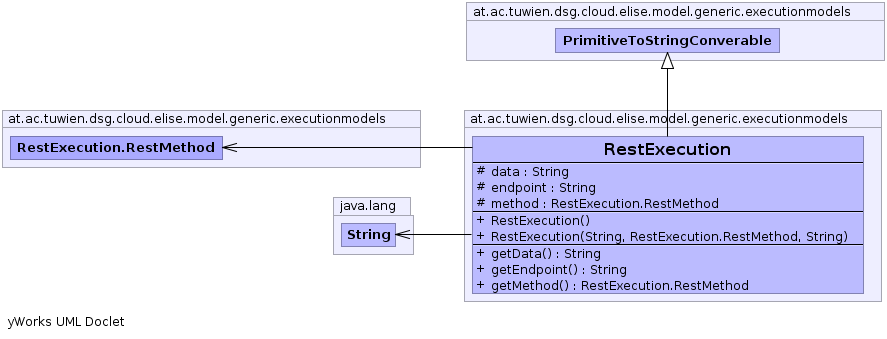 at.ac.tuwien.dsg.cloud.elise.model.generic.executionmodels
PrimitiveToStringConverable
at.ac.tuwien.dsg.cloud.elise.model.generic.executionmodels
RestExecution.RestMethod
at.ac.tuwien.dsg.cloud.elise.model.generic.executionmodels
RestExecution
# data : String
# endpoint : String
# method : RestExecution.RestMethod
+ RestExecution()
+ RestExecution(String, RestExecution.RestMethod, String)
+ getData() : String
+ getEndpoint() : String
+ getMethod() : RestExecution.RestMethod
java.lang
String
yWorks UML Doclet